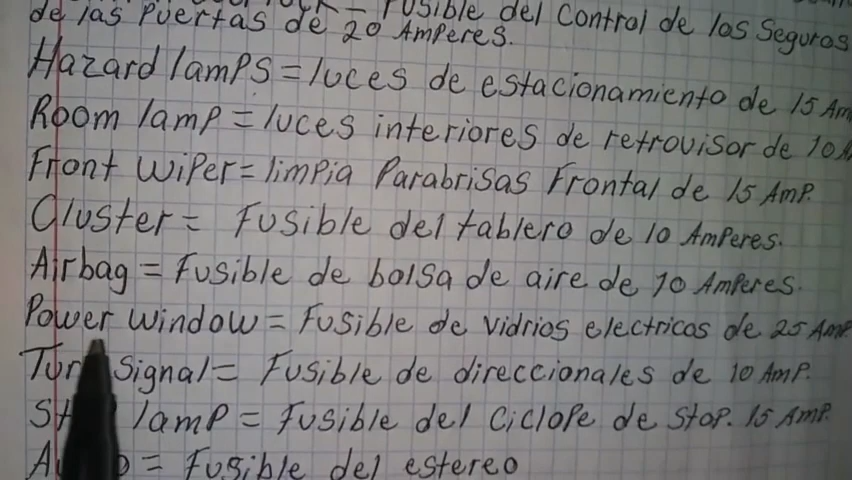 Fusible del control de los Seguros
de las Puertas de 20 Amperes.
Hazard lamps = luces de estacionamiento de 15 Am
Room lamp = luces interiores de retrovisor de 10
Front Wiper = limpia Parabrisas Frontal de 15 Amp.
Cluster = Fusible del tablero de 10 Amperes.
Airbag = Fusible de bolsa de aire de 10 Amperes.
Power Window = Fusible de vidrios electricos de 25 Amp.
Turn Signal = Fusible de direccionales de 10 Amp.
lamp = Fusible del Ciclope de Stop. 15 Amp.
= Fusible del estereo